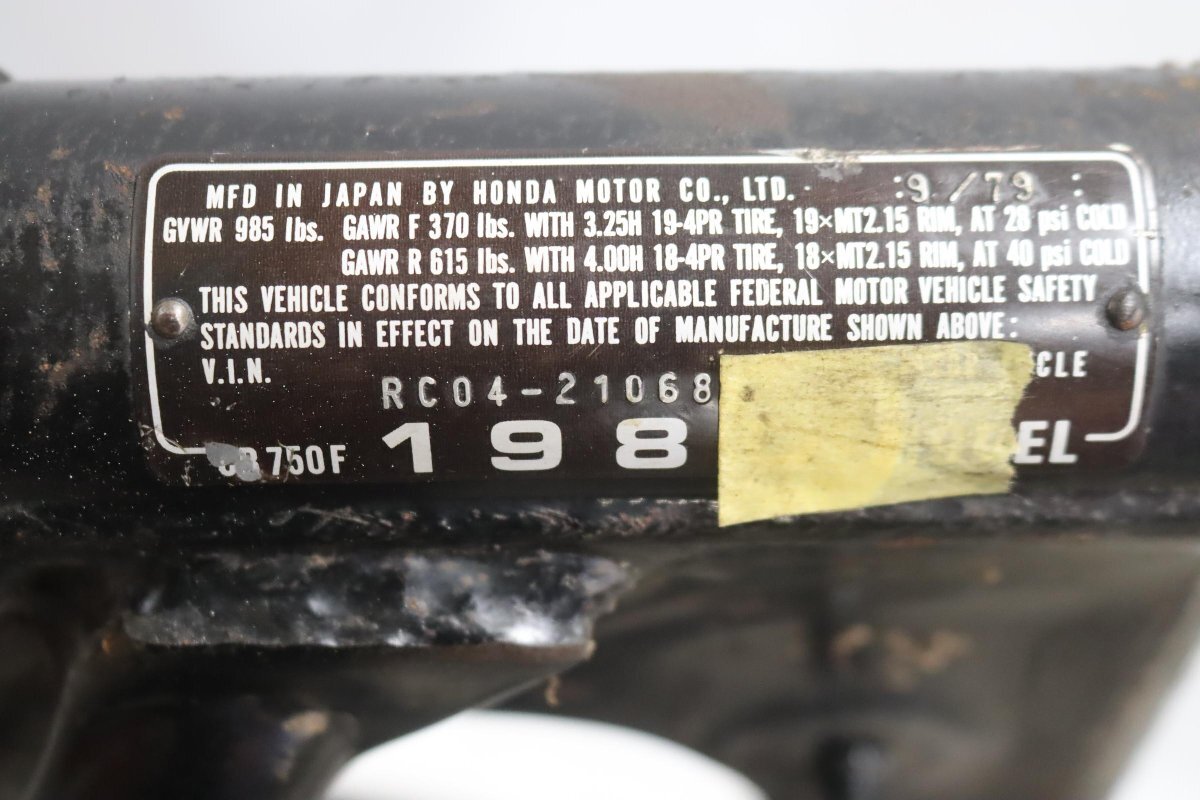 MFD IN JAPAN BY HONDA MOTOR CO., LTD. 9/79
GVWR 985 lbs. GAWR F 370 lbs. WITH 3.25H 19-4PR TIRE, 19×MT2.15 RIM, AT 28 psi COLD
GAWR R 615 lbs. WITH 4.00H 18-4PR TIRE, 18×MT2.15 RIM, AT 40 psi COLD
THIS VEHICLE CONFORMS TO ALL APPLICABLE FEDERAL MOTOR VEHICLE SAFETY
STANDARDS IN EFFECT ON THE DATE OF MANUFACTURE SHOWN ABOVE:
V.I.N. RC04-21068 CLE
CB750F 198 EL